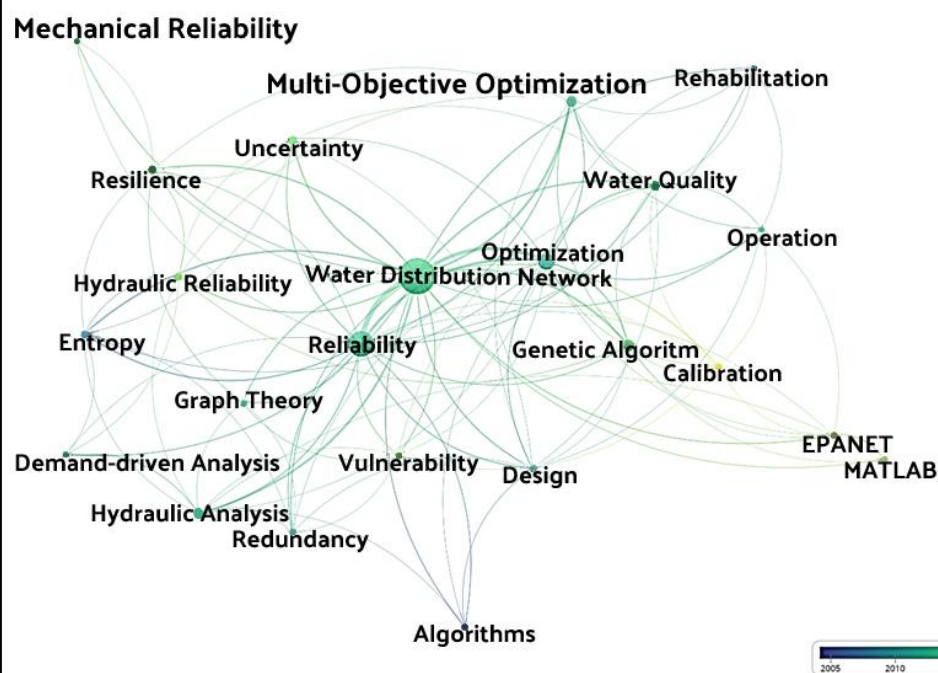 Mechanical Reliability
Multi-Objective Optimization
Rehabilitation
Uncertainty
Resilience
Water Quality
Operation
Optimization
Water Distribution Network
Hydraulic Reliability
Entropy
Reliability
Genetic Algoritm
Calibration
Graph Theory
EPANET
MATLAB
Demand-driven Analysis
Vulnerability
Design
Hydraulic Analysis
Redundancy
Algorithms
2005 2010